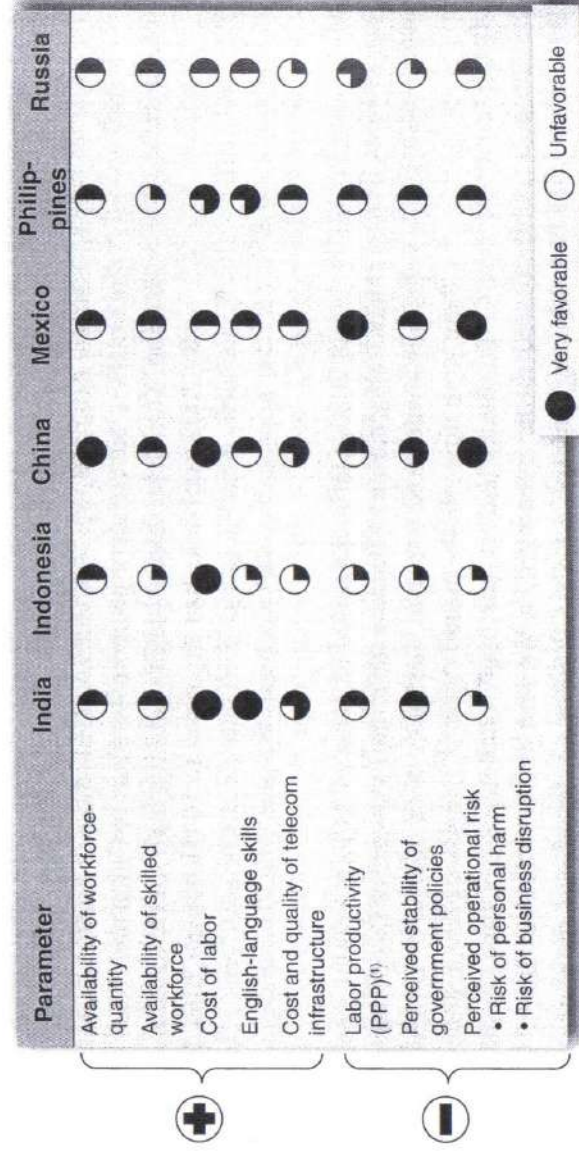 Parameter India Indonesia China Mexico Philip-
pines Russia
Availability of workforce-
quantity
Availability of skilled
workforce
Cost of labor
English-language skills
Cost and quality of telecom
infrastructure
Labor productivity
(PPP)(1)
Perceived stability of
government policies
Perceived operational risk
• Risk of personal harm
• Risk of business disruption
Very favorable Unfavorable